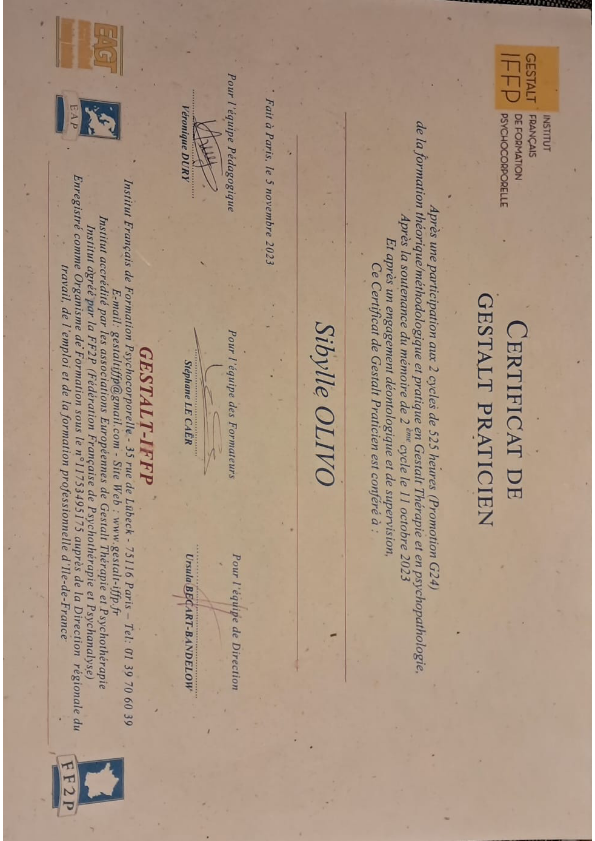 GESTALT
IFFP
INSTITUT
FRANÇAIS
DE FORMATION
PSYCHOCORPORELLE
CERTIFICAT DE
GESTALT PRATICIEN
Après une participation aux 2 cycles de 525 heures (Promotion G24)
de la formation théorique/méthodologique et pratique en Gestalt Thérapie et en psychopathologie,
Après la soutenance du mémoire de 2 ème cycle le 11 octobre 2023
Et après un engagement déontologique et de supervision,
Ce Certificat de Gestalt Praticien est conféré à :
Sibylle OLIVO
Fait à Paris, le 5 novembre 2023
Pour l'équipe Pédagogique
Pour l'équipe des Formateurs
Pour l'équipe de Direction
Véronique DURY
Stéphane LE CAËR
Ursula BECART-BANDELOW
GESTALT-IFFP
Institut Français de Formation Psychocorporelle - 35 rue de Lübeck - 75116 Paris – Tel: 01 39 70 60 39
E-mail: gestaltiffp@gmail.com - Site Web : www.gestalt-iffp.fr
Institut accrédité par les associations Européennes de Gestalt Thérapie et Psychothérapie
Institut agréé par la FF2P (Fédération Française de Psychothérapie et Psychanalyse)
Enregistré comme Organisme de Formation sous le n°11753495175 auprès de la Direction régionale du
travail, de l'emploi et de la formation professionnelle d'Ile-de-France
EAGT
EAP
FF2P